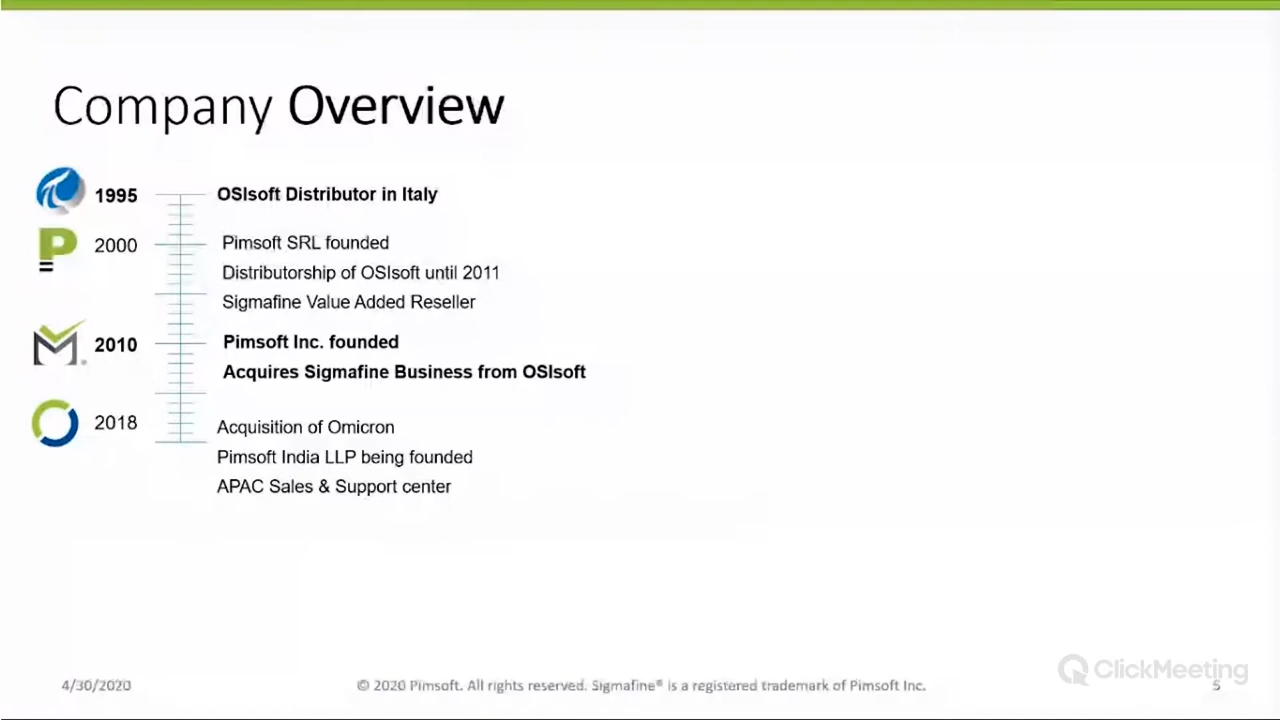 Company Overview
1995
OSIsoft Distributor in Italy
2000
Pimsoft SRL founded
Distributorship of OSIsoft until 2011
Sigmafine Value Added Reseller
2010
Pimsoft Inc. founded
Acquires Sigmafine Business from OSIsoft
2018
Acquisition of Omicron
Pimsoft India LLP being founded
APAC Sales & Support center
ClickMeeting
4/30/2020
© 2020 Pimsoft. All rights reserved. Sigmafine® is a registered trademark of Pimsoft Inc.
5